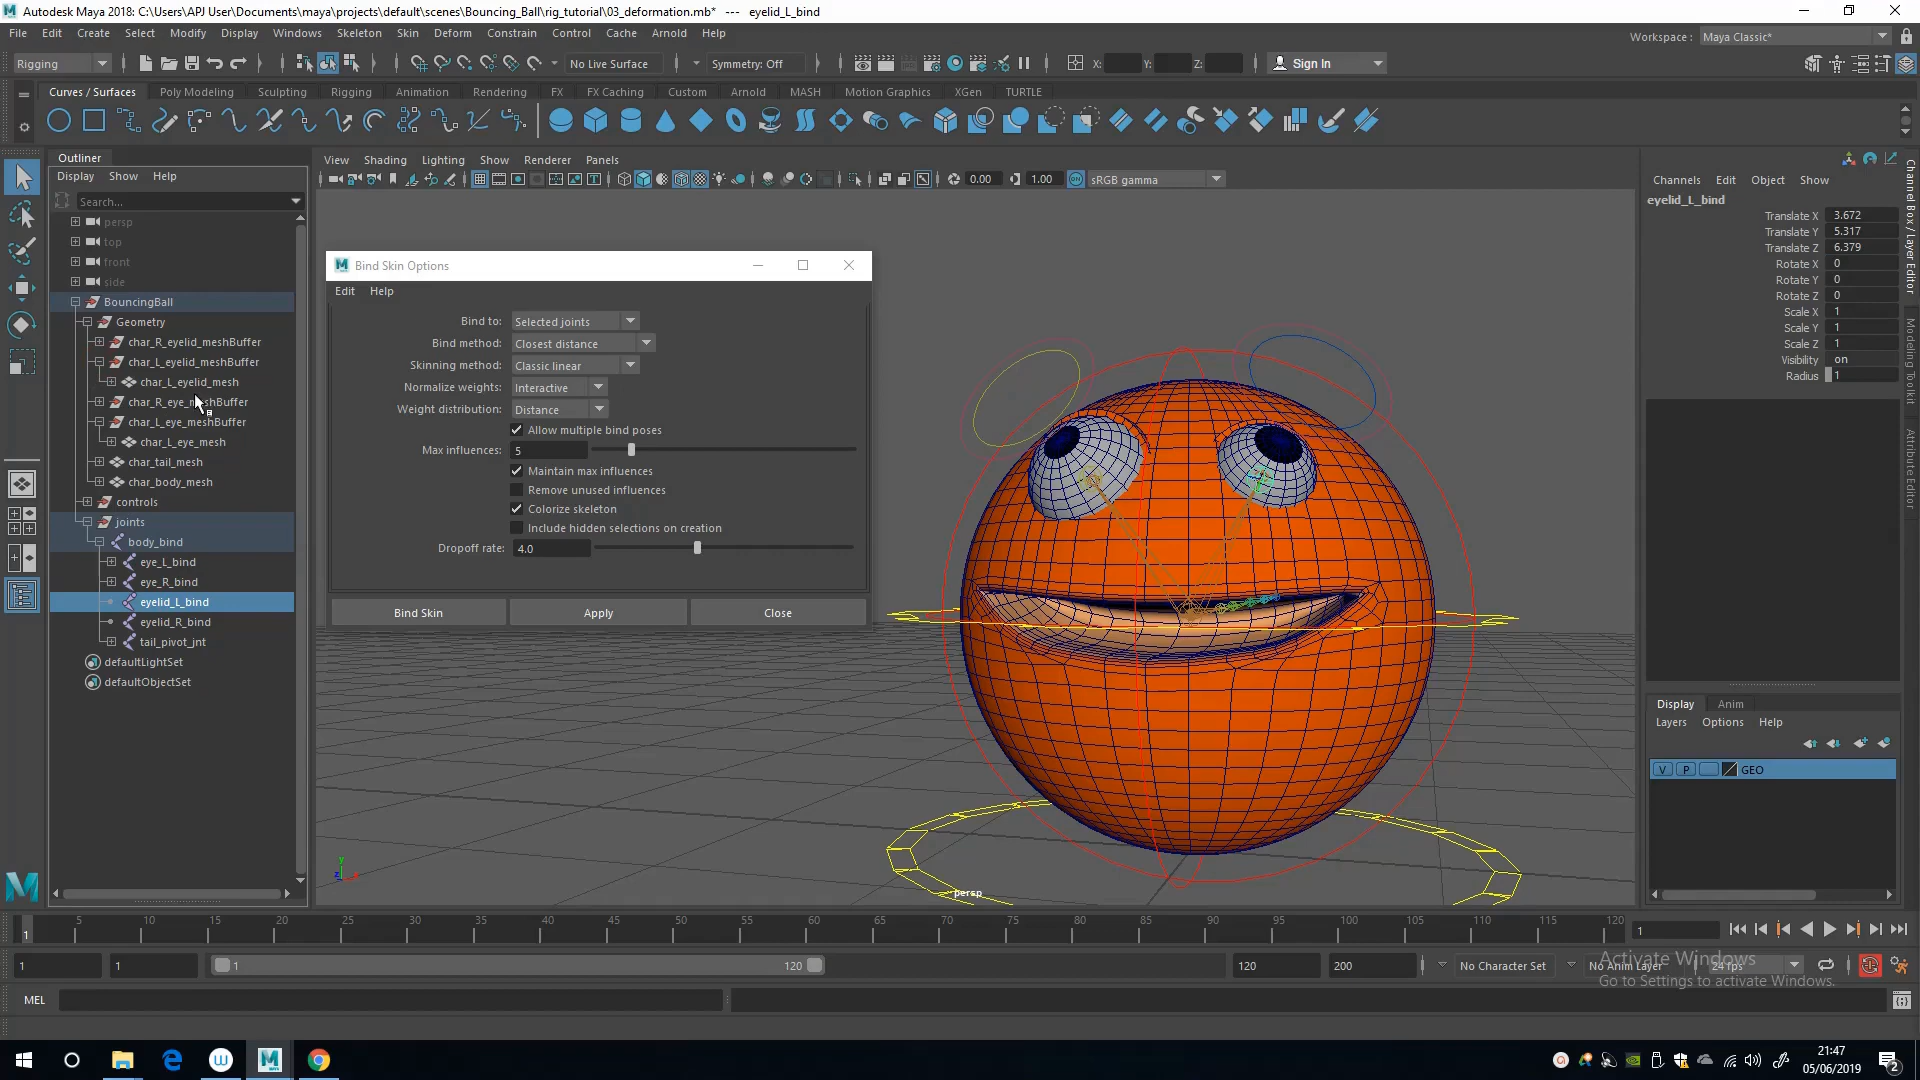 Autodesk Maya 2018: C:\Users\APJ User\Documents\maya\projects\default\scenes\Bouncing_Ball\rig_tutorial\03_deformation.mb* --- eyelid_L_bind
File Edit Create Select Modify Display Windows Skeleton Skin Deform Constrain Control Cache Arnold Help
Workspace : Maya Classic*
Rigging No Live Surface Symmetry: Off X: Y: Z: Sign In
Curves / Surfaces Poly Modeling Sculpting Rigging Animation Rendering FX FX Caching Custom Arnold MASH Motion Graphics XGen TURTLE
Outliner
Display Show Help
Search...
persp
top
front
side
BouncingBall
Geometry
char_R_eyelid_meshBuffer
char_L_eyelid_meshBuffer
char_L_eyelid_mesh
char_R_eye_meshBuffer
char_L_eye_meshBuffer
char_L_eye_mesh
char_tail_mesh
char_body_mesh
controls
joints
body_bind
eye_L_bind
eye_R_bind
eyelid_L_bind
eyelid_R_bind
tail_pivot_jnt
defaultLightSet
defaultObjectSet
View Shading Lighting Show Renderer Panels
0.00 1.00 sRGB gamma
Bind Skin Options
Edit Help
Bind to: Selected joints
Bind method: Closest distance
Skinning method: Classic linear
Normalize weights: Interactive
Weight distribution: Distance
Allow multiple bind poses
Max influences: 5
Maintain max influences
Remove unused influences
Colorize skeleton
Include hidden selections on creation
Dropoff rate: 4.0
Bind Skin Apply Close
persp
Channels Edit Object Show
eyelid_L_bind
Translate X 3.672
Translate Y 5.317
Translate Z 6.379
Rotate X 0
Rotate Y 0
Rotate Z 0
Scale X 1
Scale Y 1
Scale Z 1
Visibility on
Radius 1
Channel Box / Layer Editor
Modeling Toolkit
Attribute Editor
Display Anim
Layers Options Help
V P GEO
5 10 15 20 25 30 35 40 45 50 55 60 65 70 75 80 85 90 95 100 105 110 115 120
1 1
1 1 1 120 120 200 No Character Set No Anim Layer 24 fps
Activate Windows
Go to Settings to activate Windows.
MEL
21:47
05/06/2019
2